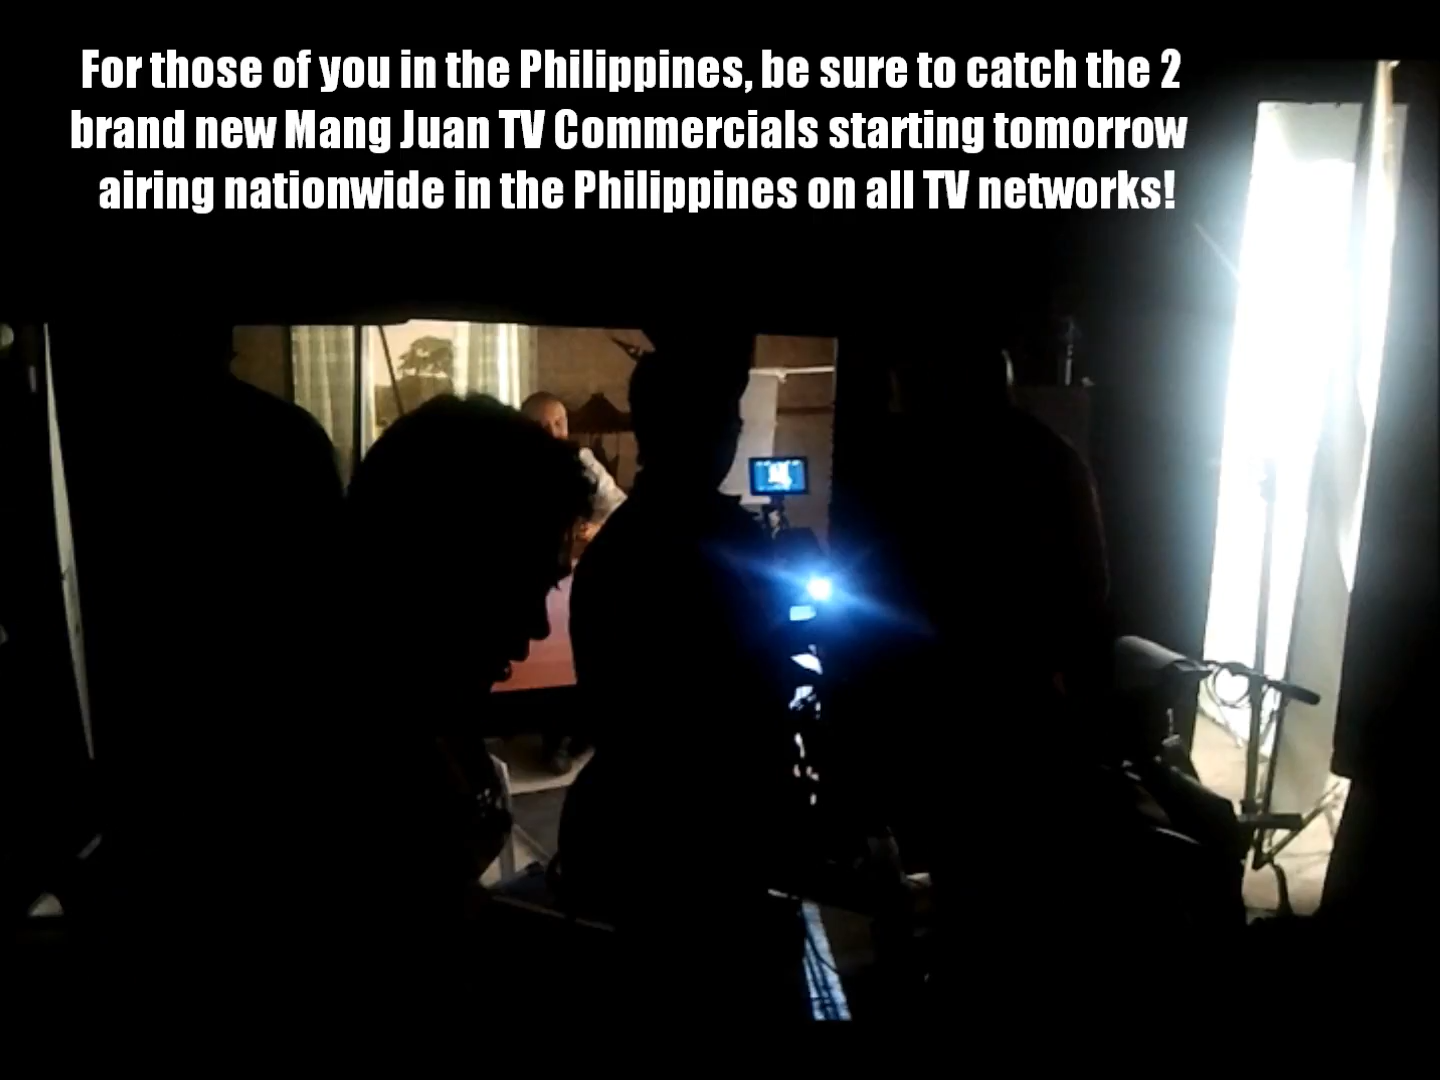 For those of you in the Philippines, be sure to catch the 2
brand new Mang Juan TV Commercials starting tomorrow
airing nationwide in the Philippines on all TV networks!